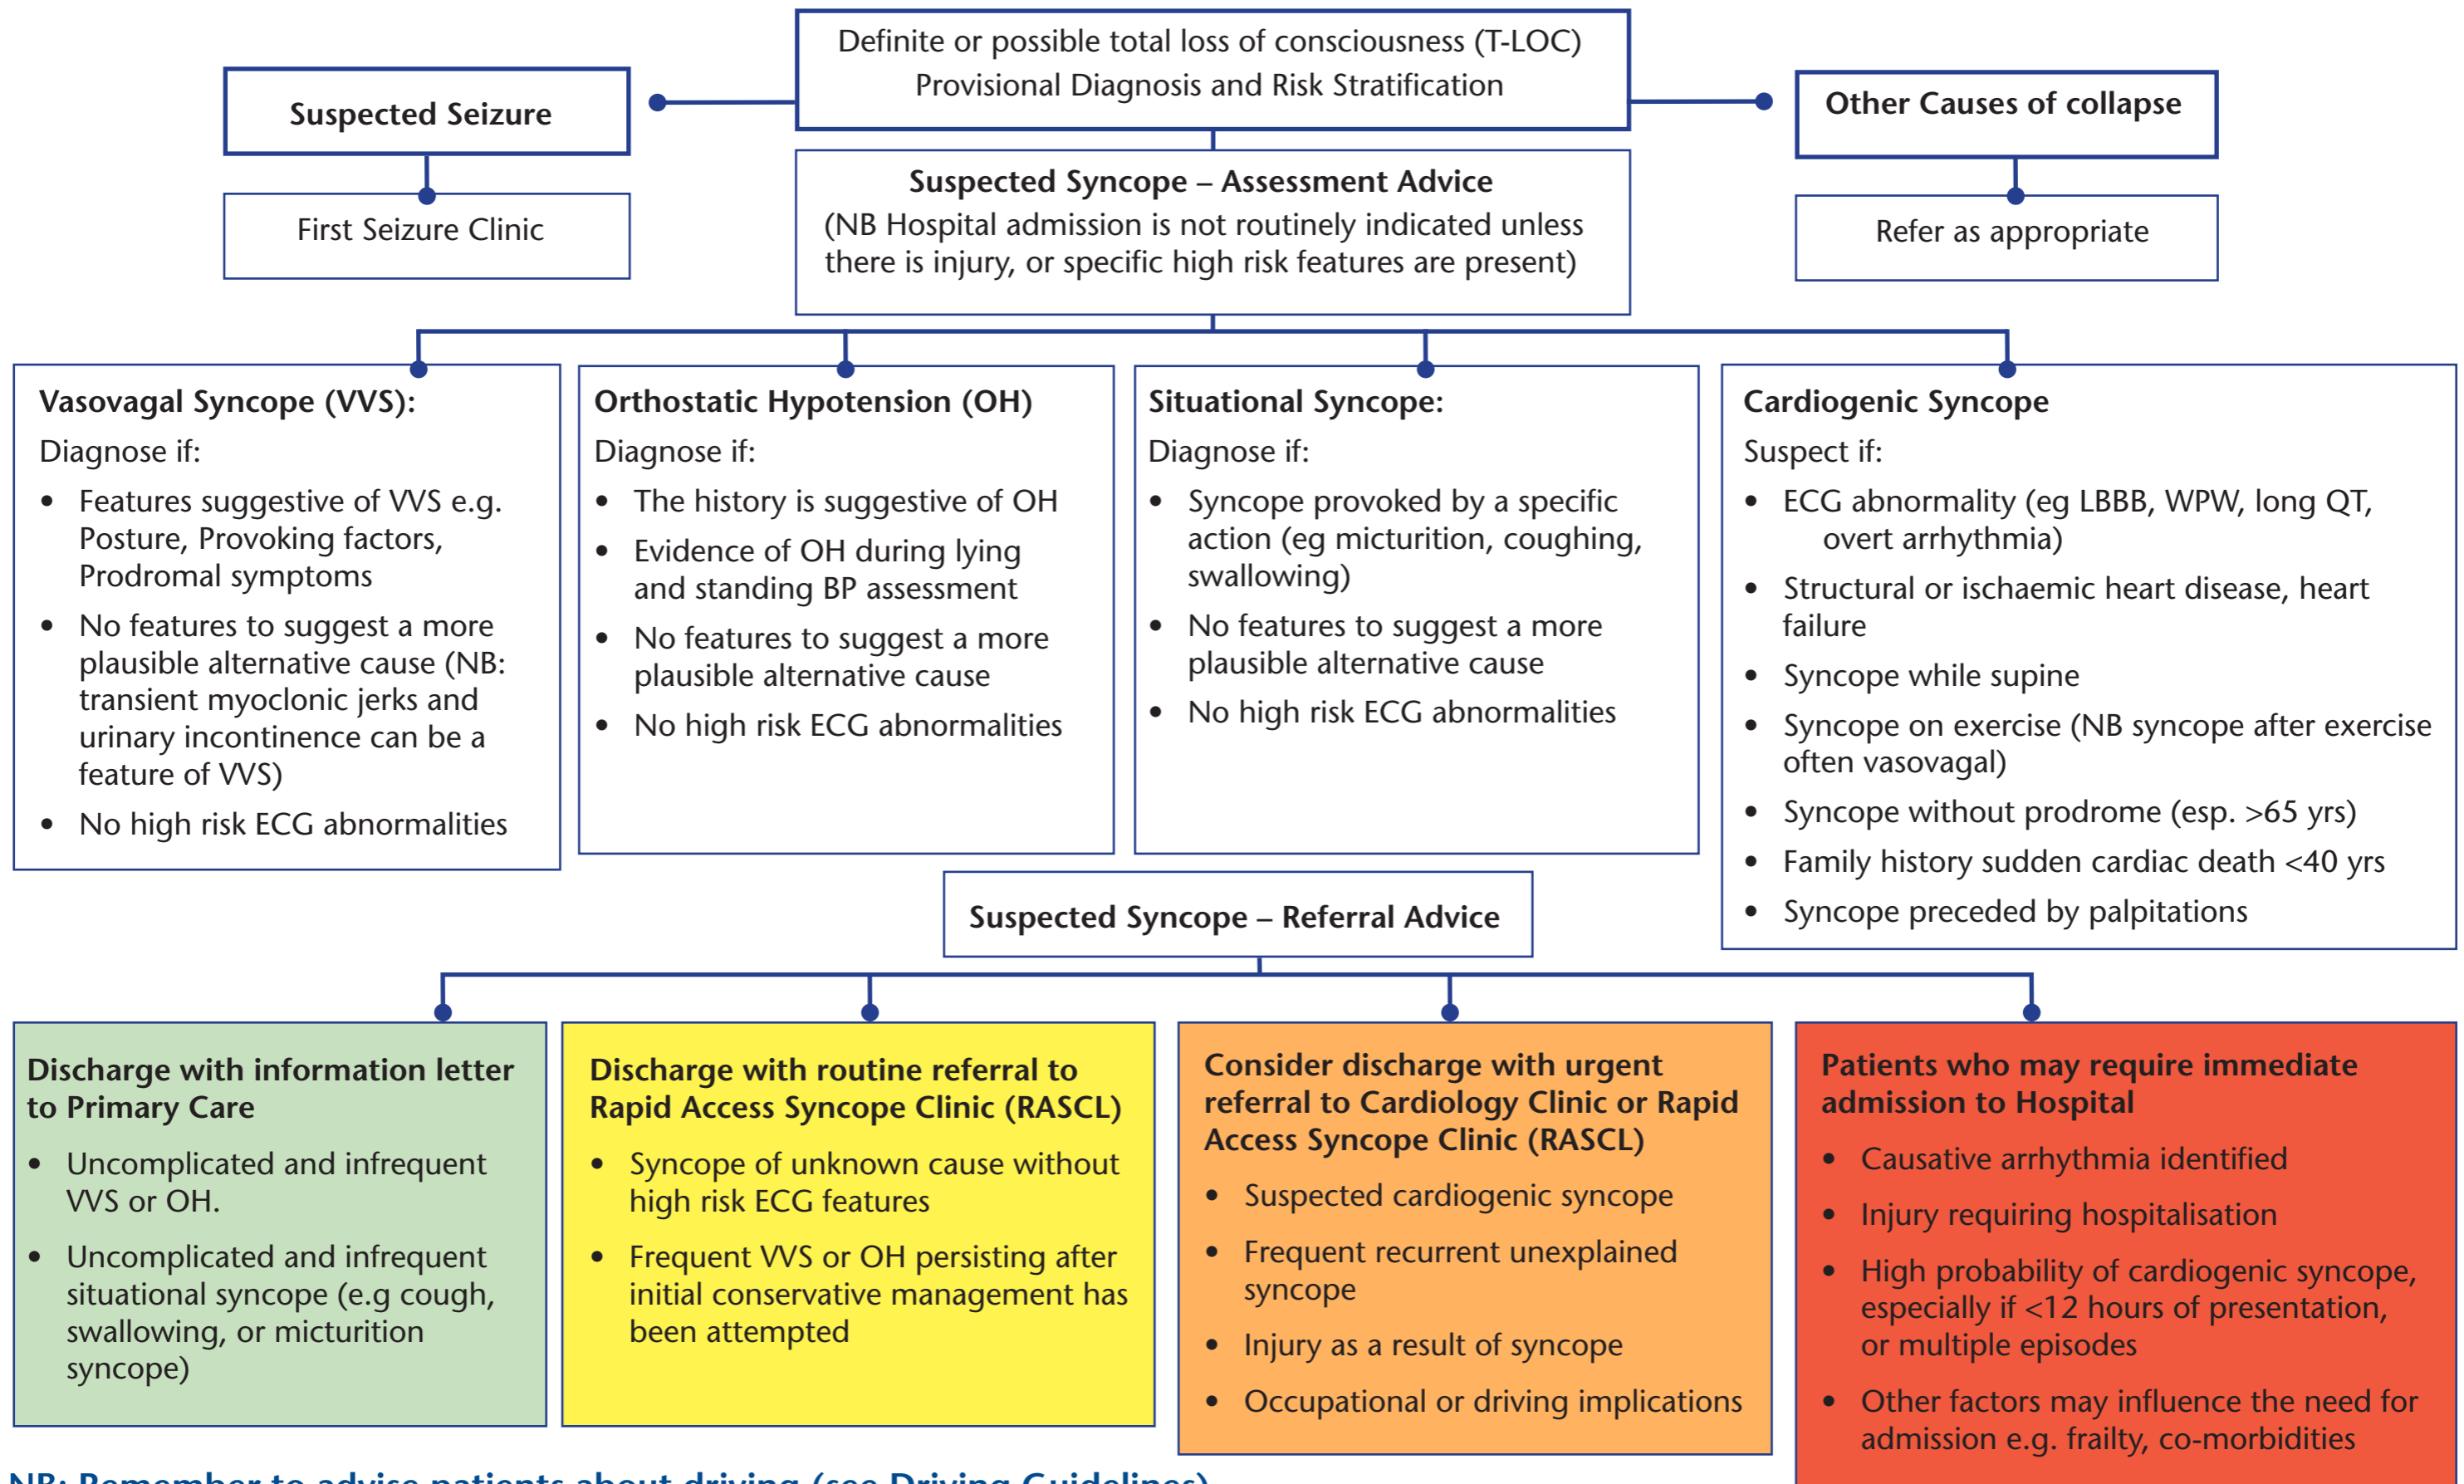 Definite or possible total loss of consciousness (T-LOC)
Provisional Diagnosis and Risk Stratification
Suspected Seizure
First Seizure Clinic
Other Causes of collapse
Refer as appropriate
Suspected Syncope – Assessment Advice
(NB Hospital admission is not routinely indicated unless
there is injury, or specific high risk features are present)
Vasovagal Syncope (VVS):
Diagnose if:
• Features suggestive of VVS e.g.
Posture, Provoking factors,
Prodromal symptoms
• No features to suggest a more
plausible alternative cause (NB:
transient myoclonic jerks and
urinary incontinence can be a
feature of VVS)
• No high risk ECG abnormalities
Orthostatic Hypotension (OH)
Diagnose if:
• The history is suggestive of OH
• Evidence of OH during lying
and standing BP assessment
• No features to suggest a more
plausible alternative cause
• No high risk ECG abnormalities
Situational Syncope:
Diagnose if:
• Syncope provoked by a specific
action (eg micturition, coughing,
swallowing)
• No features to suggest a more
plausible alternative cause
• No high risk ECG abnormalities
Cardiogenic Syncope
Suspect if:
• ECG abnormality (eg LBBB, WPW, long QT,
overt arrhythmia)
• Structural or ischaemic heart disease, heart
failure
• Syncope while supine
• Syncope on exercise (NB syncope after exercise
often vasovagal)
• Syncope without prodrome (esp. >65 yrs)
• Family history sudden cardiac death <40 yrs
• Syncope preceded by palpitations
Suspected Syncope – Referral Advice
Discharge with information letter
to Primary Care
• Uncomplicated and infrequent
VVS or OH.
• Uncomplicated and infrequent
situational syncope (e.g cough,
swallowing, or micturition
syncope)
Discharge with routine referral to
Rapid Access Syncope Clinic (RASCL)
• Syncope of unknown cause without
high risk ECG features
• Frequent VVS or OH persisting after
initial conservative management has
been attempted
Consider discharge with urgent
referral to Cardiology Clinic or Rapid
Access Syncope Clinic (RASCL)
• Suspected cardiogenic syncope
• Frequent recurrent unexplained
syncope
• Injury as a result of syncope
• Occupational or driving implications
Patients who may require immediate
admission to Hospital
• Causative arrhythmia identified
• Injury requiring hospitalisation
• High probability of cardiogenic syncope,
especially if <12 hours of presentation,
or multiple episodes
• Other factors may influence the need for
admission e.g. frailty, co-morbidities
NB: Remember to advise patients about driving (see Driving Guidelines)